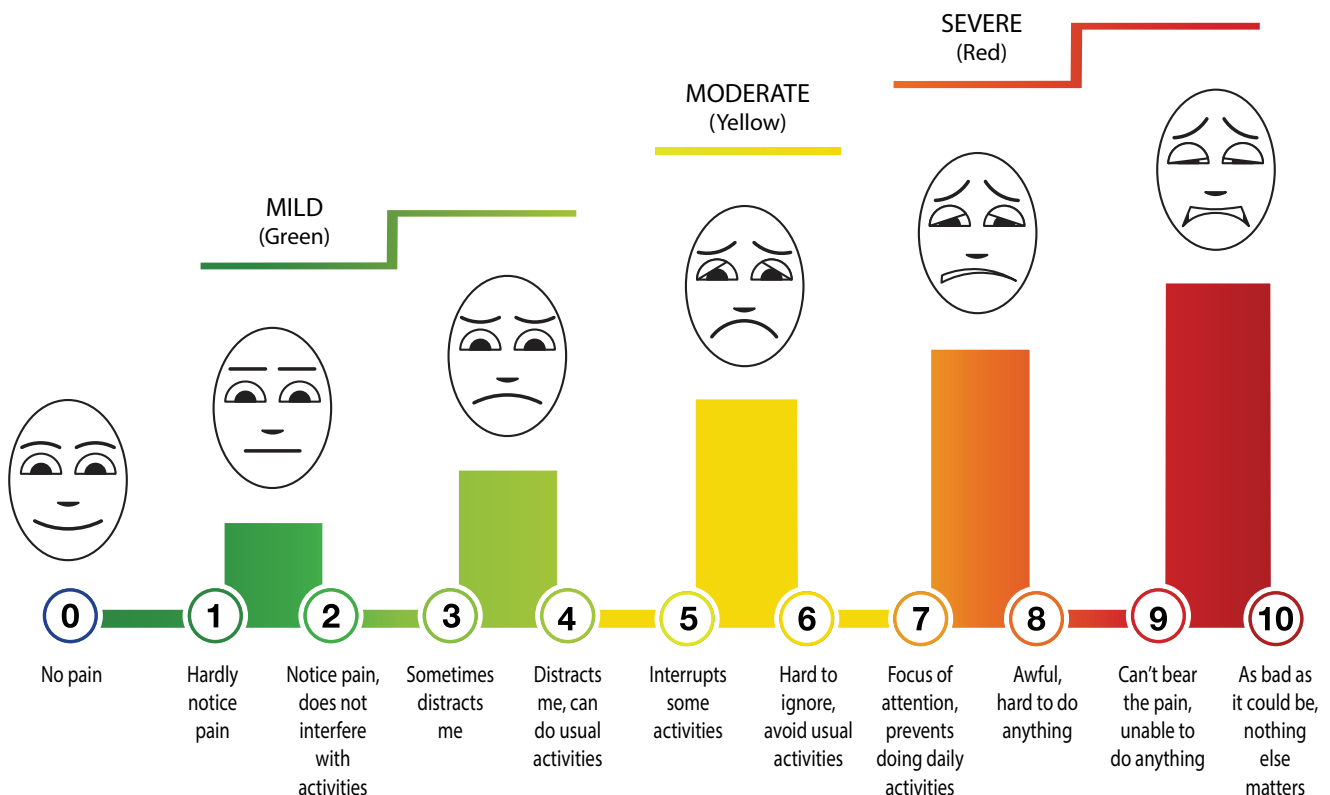 SEVERE
(Red)
MODERATE
(Yellow)
MILD
(Green)
0
1
2
3
4
5
6
7
8
9
10
No pain
Hardly
notice
pain
Notice pain,
does not
interfere
with
activities
Sometimes
distracts
me
Distracts
me, can
do usual
activities
Interrupts
some
activities
Hard to
ignore,
avoid usual
activities
Focus of
attention,
prevents
doing daily
activities
Awful,
hard to do
anything
Can't bear
the pain,
unable to
do anything
As bad as
it could be,
nothing
else
matters